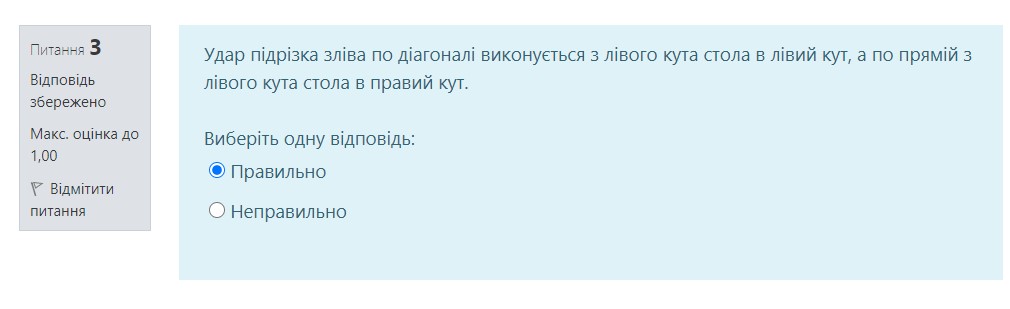 Питання 3
Відповідь
збережено
Макс. оцінка до
1,00
Відмітити
питання
Удар підрізка зліва по діагоналі виконується з лівого кута стола в лівий кут, а по прямій з
лівого кута стола в правий кут.
Виберіть одну відповідь:
Правильно
Неправильно